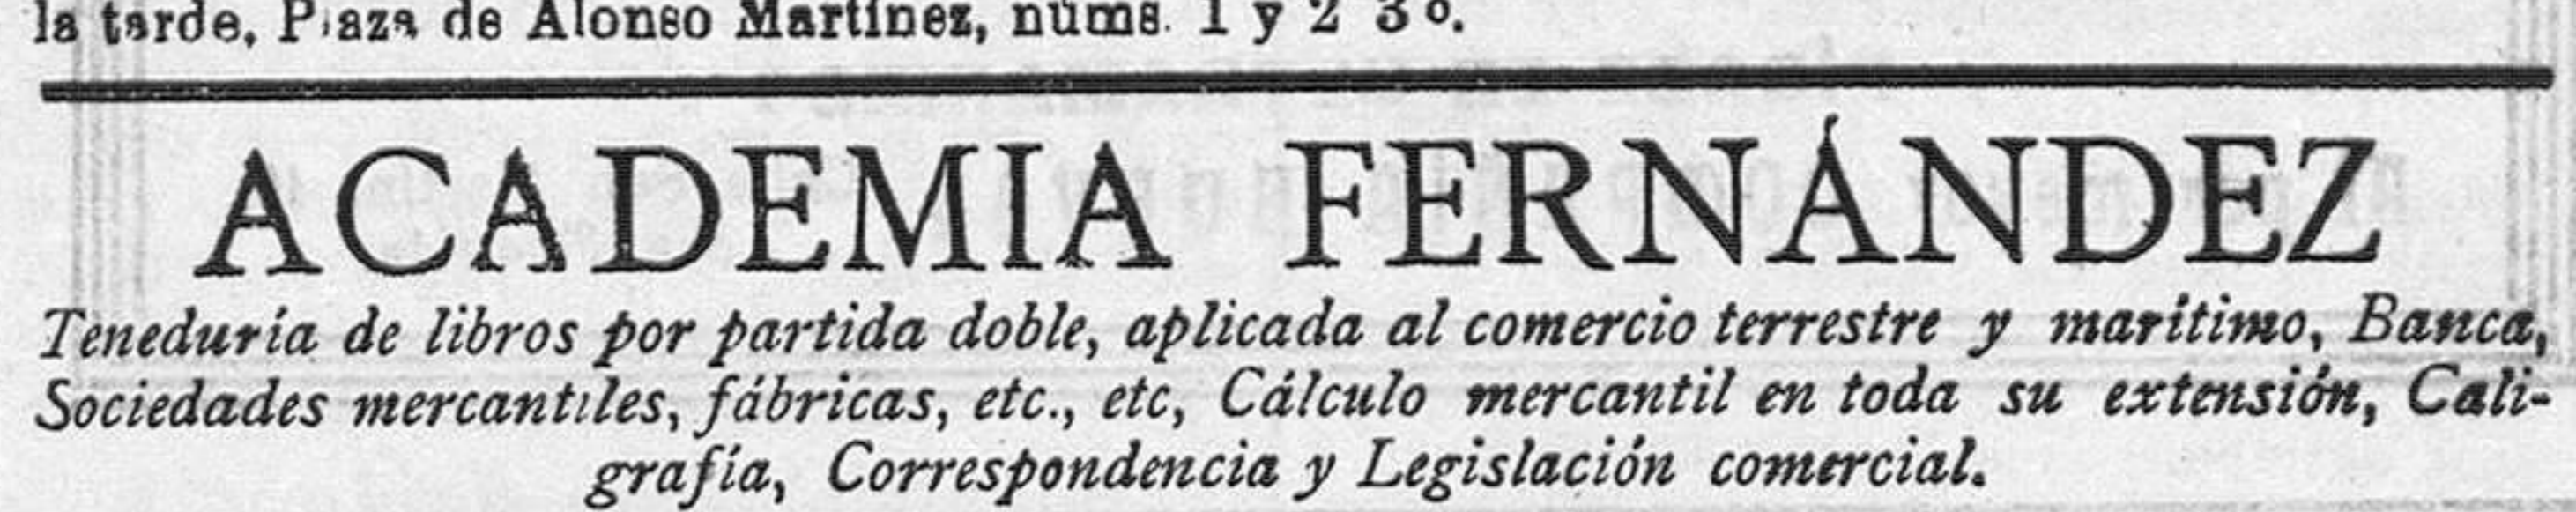 la tarde, Plaza de Alonso Martínez, núms. 1 y 2 3º.
ACADEMIA FERNÁNDEZ
Teneduría de libros por partida doble, aplicada al comercio terrestre y marítimo, Banca,
Sociedades mercantiles, fábricas, etc., etc, Cálculo mercantil en toda su extensión, Cali-
grafía, Correspondencia y Legislación comercial.